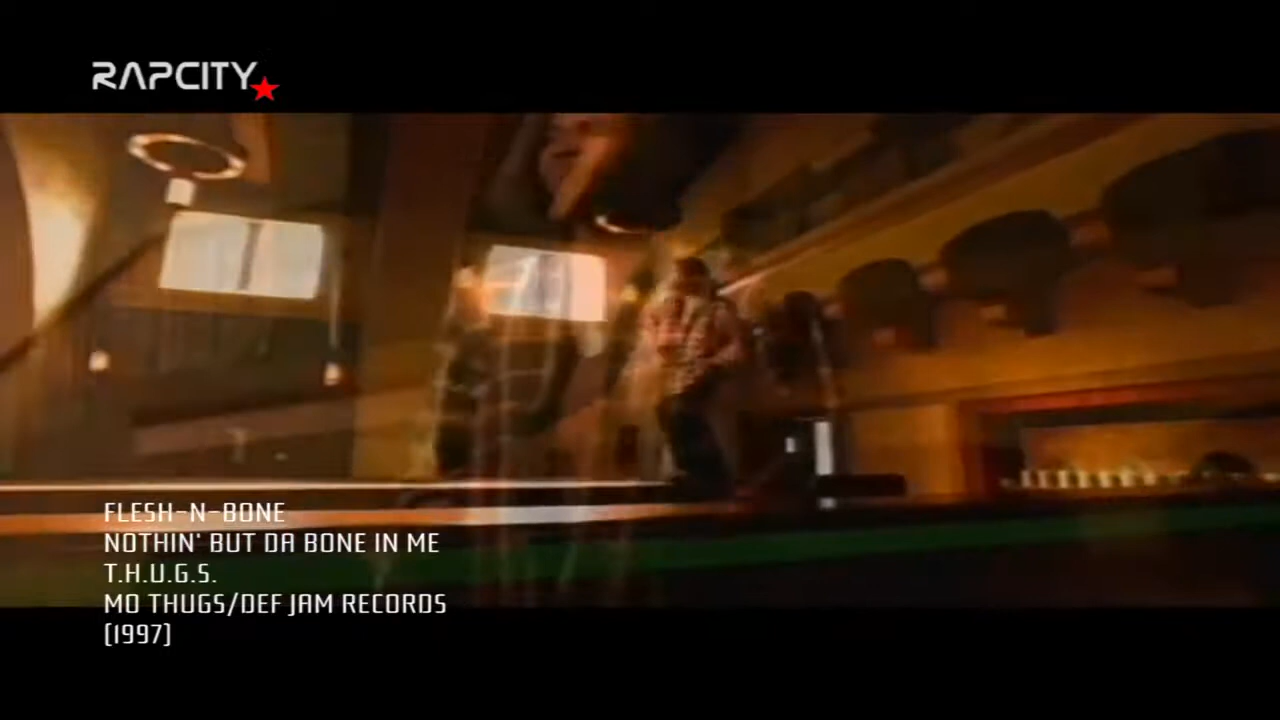 RAPCITY
FLESH-N-BONE
NOTHIN' BUT DA BONE IN ME
T.H.U.G.S.
MO THUGS/DEF JAM RECORDS
[1997]